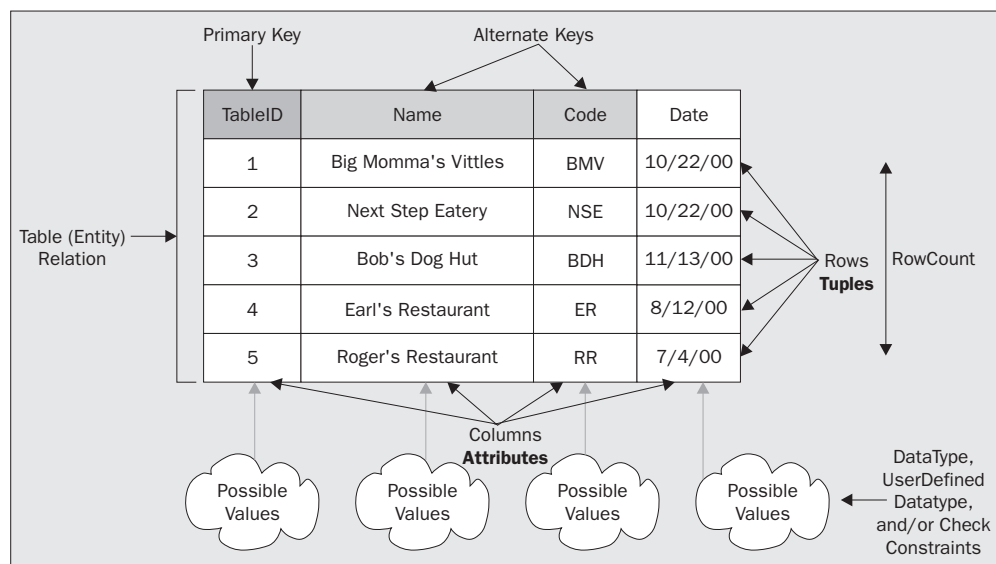 Primary Key
Alternate Keys
TableID Name Code Date
1 Big Momma's Vittles BMV 10/22/00
2 Next Step Eatery NSE 10/22/00
3 Bob's Dog Hut BDH 11/13/00
4 Earl's Restaurant ER 8/12/00
5 Roger's Restaurant RR 7/4/00
Table (Entity)
Relation
Rows
Tuples
RowCount
Columns
Attributes
Possible
Values
Possible
Values
Possible
Values
Possible
Values
DataType,
UserDefined
Datatype,
and/or Check
Constraints